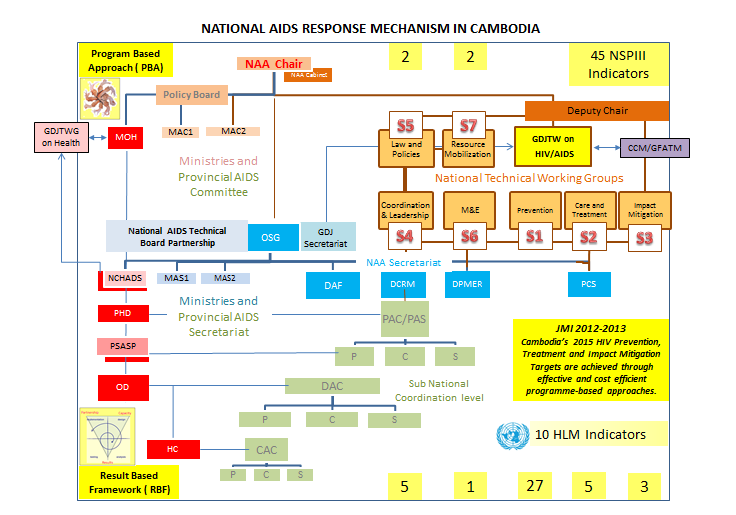 NATIONAL AIDS RESPONSE MECHANISM IN CAMBODIA
Program Based
Approach ( PBA)
NAA Chair
NAA Cabinet
2
2
45 NSPIII
Indicators
Policy Board
Deputy Chair
GDJTWG
on Health
MOH
MAC1
MAC2
S5
Law and
Policies
S7
Resource
Mobilization
GDJTW on
HIV/AIDS
CCM/GFATM
Ministries and
Provincial AIDS
Committee
National Technical Working Groups
Coordination
& Leadership
S4
M&E
S6
Prevention
S1
Care and
Treatment
S2
Impact
Mitigation
S3
National AIDS Technical
Board Partnership
OSG
GDJ
Secretariat
NAA Secretariat
NCHADS
MAS1
MAS2
DAF
DCRM
DPMER
PCS
PHD
Ministries and
Provincial AIDS
Secretariat
PAC/PAS
PSASP
P
C
S
JMI 2012-2013
Cambodia's 2015 HIV Prevention,
Treatment and Impact Mitigation
Targets are achieved through
effective and cost efficient
programme-based approaches.
OD
DAC
Sub National
Coordination level
P
C
S
HC
CAC
10 HLM Indicators
P
C
S
Result Based
Framework ( RBF)
5
1
27
5
3